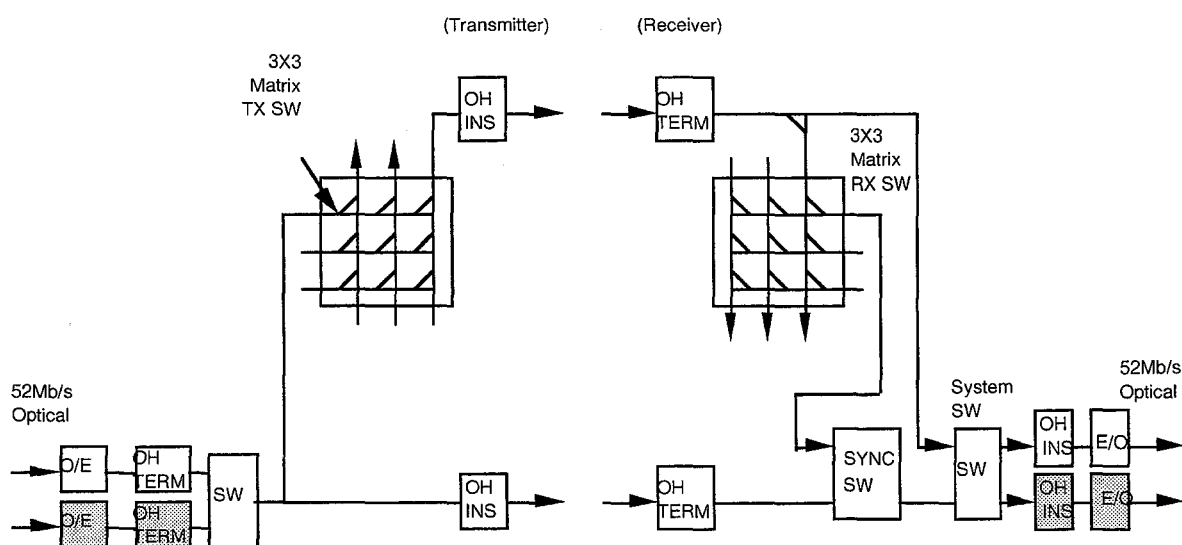 (Transmitter)
(Receiver)
3X3
Matrix
TX SW
OH
INS
OH
TERM
3X3
Matrix
RX SW
52Mb/s
Optical
System
SW
52Mb/s
Optical
O/E
OH
TERM
SW
O/E
OH
TERM
OH
INS
OH
TERM
SYNC
SW
SW
OH
INS
E/O
OH
INS
E/O